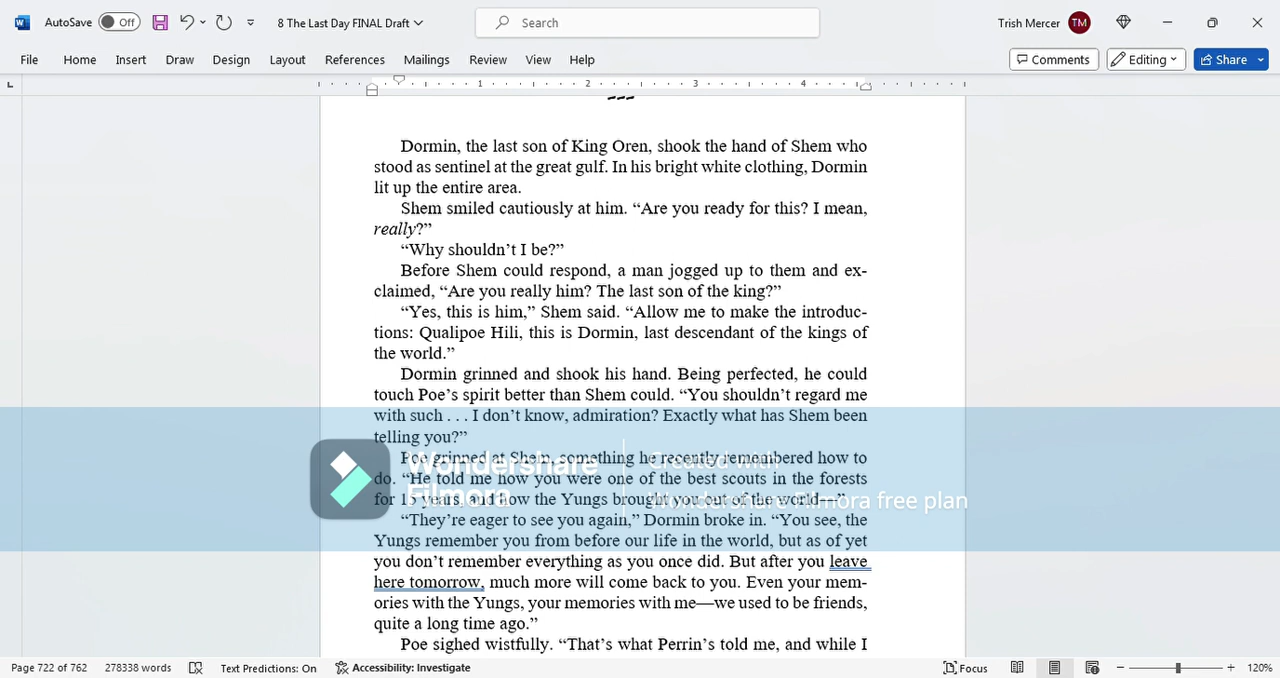 AutoSave Off 8 The Last Day FINAL Draft Search Trish Mercer TM
File Home Insert Draw Design Layout References Mailings Review View Help Comments Editing Share
1 2 3 4
Dormin, the last son of King Oren, shook the hand of Shem who
stood as sentinel at the great gulf. In his bright white clothing, Dormin
lit up the entire area.
Shem smiled cautiously at him. “Are you ready for this? I mean,
really?”
“Why shouldn’t I be?”
Before Shem could respond, a man jogged up to them and ex-
claimed, “Are you really him? The last son of the king?”
“Yes, this is him,” Shem said. “Allow me to make the introduc-
tions: Qualipoe Hili, this is Dormin, last descendant of the kings of
the world.”
Dormin grinned and shook his hand. Being perfected, he could
touch Poe’s spirit better than Shem could. “You shouldn’t regard me
with such . . . I don’t know, admiration? Exactly what has Shem been
telling you?”
Poe grinned at Shem, something he recently remembered how to
do. “He told me how you were one of the best scouts in the forests
for 15 years, and how the Yungs brought you out of the world—”
“They’re eager to see you again,” Dormin broke in. “You see, the
Yungs remember you from before our life in the world, but as of yet
you don’t remember everything as you once did. But after you leave
here tomorrow, much more will come back to you. Even your mem-
ories with the Yungs, your memories with me—we used to be friends,
quite a long time ago.”
Poe sighed wistfully. “That’s what Perrin’s told me, and while I
Wondershare
Filmora
Created with
Wondershare Filmora free plan
Page 722 of 762 278338 words Text Predictions: On Accessibility: Investigate Focus 120%